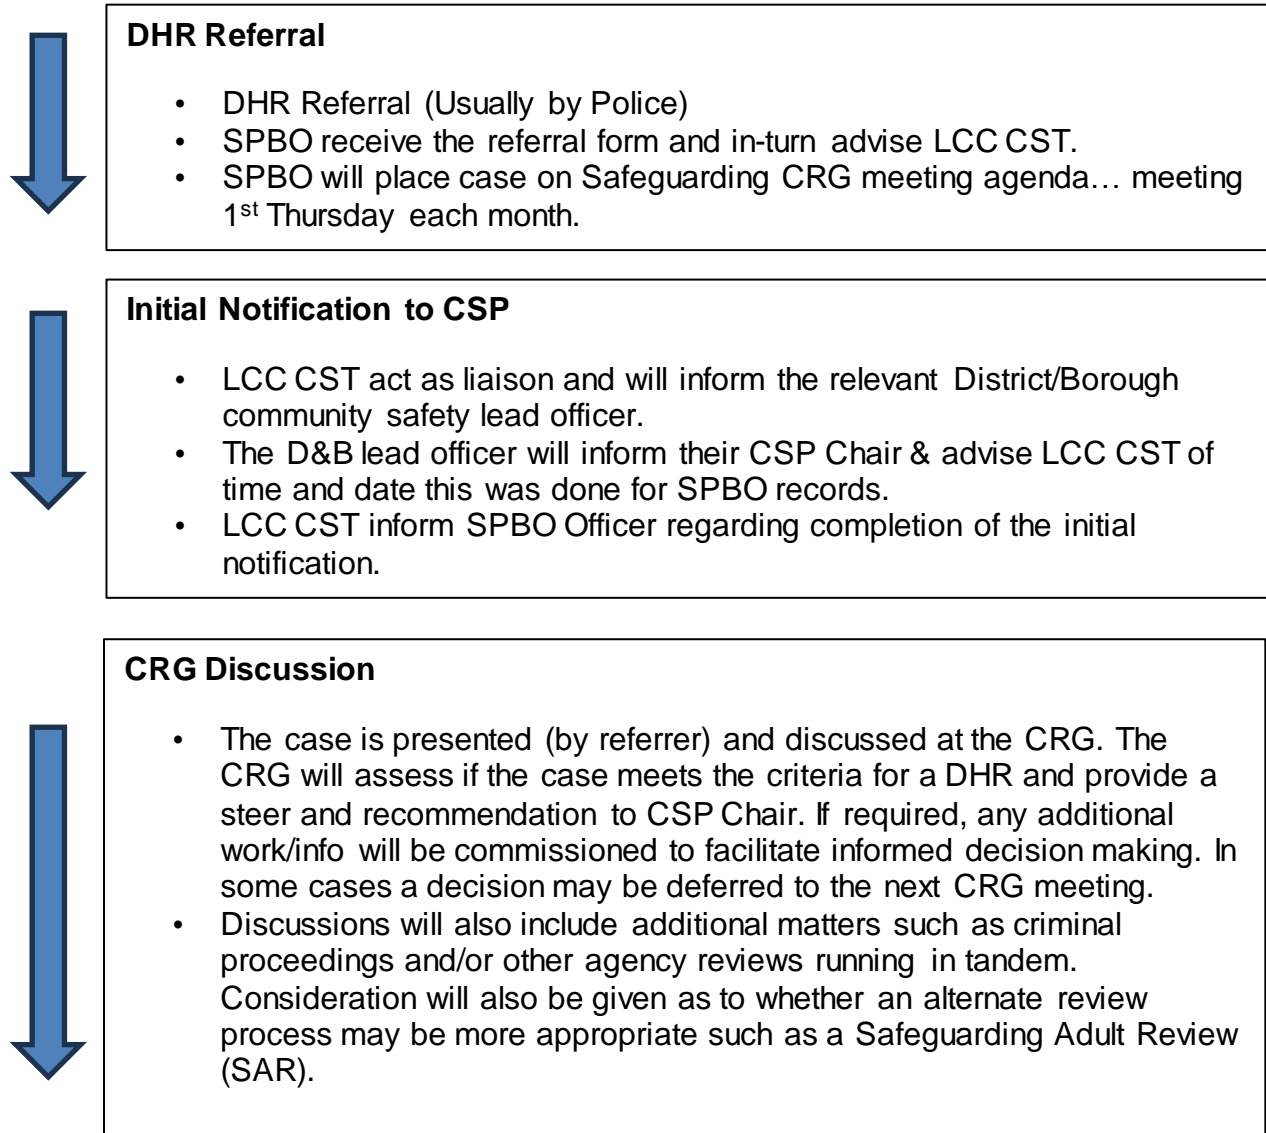 DHR Referral
• DHR Referral (Usually by Police)
• SPBO receive the referral form and in-turn advise LCC CST.
• SPBO will place case on Safeguarding CRG meeting agenda… meeting
1st Thursday each month.
Initial Notification to CSP
• LCC CST act as liaison and will inform the relevant District/Borough
community safety lead officer.
• The D&B lead officer will inform their CSP Chair & advise LCC CST of
time and date this was done for SPBO records.
• LCC CST inform SPBO Officer regarding completion of the initial
notification.
CRG Discussion
• The case is presented (by referrer) and discussed at the CRG. The
CRG will assess if the case meets the criteria for a DHR and provide a
steer and recommendation to CSP Chair. If required, any additional
work/info will be commissioned to facilitate informed decision making. In
some cases a decision may be deferred to the next CRG meeting.
• Discussions will also include additional matters such as criminal
proceedings and/or other agency reviews running in tandem.
Consideration will also be given as to whether an alternate review
process may be more appropriate such as a Safeguarding Adult Review
(SAR).